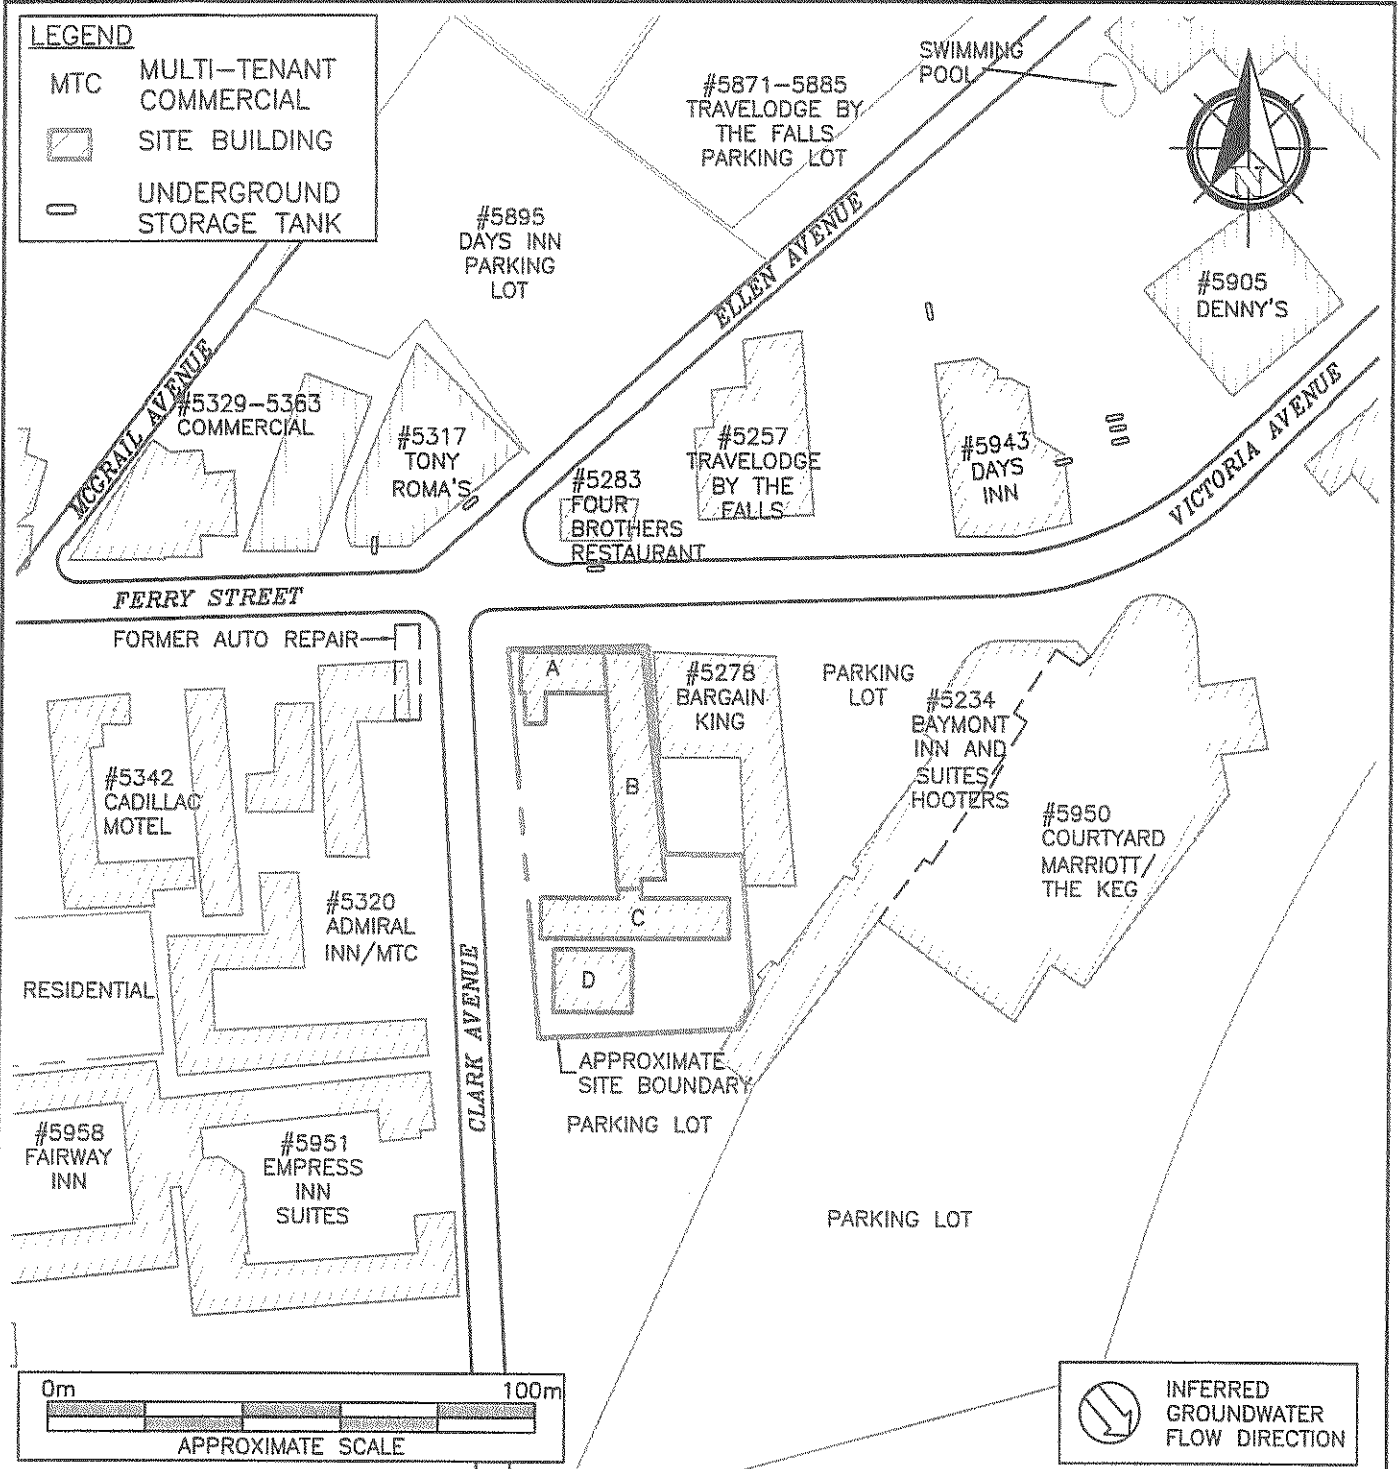 LEGEND
MTC MULTI-TENANT
COMMERCIAL
SITE BUILDING
UNDERGROUND
STORAGE TANK
SWIMMING
POOL
#5871-5885
TRAVELODGE BY
THE FALLS
PARKING LOT
N
#5895
DAYS INN
PARKING
LOT
ELLEN AVENUE
#5905
DENNY'S
MCGRAIL AVENUE
#5329-5363
COMMERCIAL
#5317
TONY
ROMA'S
#5283
FOUR
BROTHERS
RESTAURANT
#5257
TRAVELODGE
BY THE
FALLS
#5943
DAYS
INN
VICTORIA AVENUE
FERRY STREET
FORMER AUTO REPAIR
A
B
C
D
#5278
BARGAIN
KING
PARKING
LOT
#5234
BAYMONT
INN AND
SUITES/
HOOTERS
#5950
COURTYARD
MARRIOTT/
THE KEG
#5342
CADILLAC
MOTEL
#5320
ADMIRAL
INN/MTC
RESIDENTIAL
CLARK AVENUE
APPROXIMATE
SITE BOUNDARY
PARKING LOT
#5958
FAIRWAY
INN
#5951
EMPRESS
INN
SUITES
PARKING LOT
0m 100m
APPROXIMATE SCALE
INFERRED
GROUNDWATER
FLOW DIRECTION